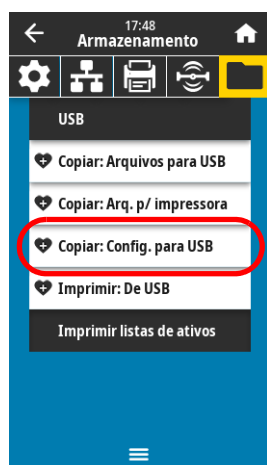 17:48
Armazenamento
USB
Copiar: Arquivos para USB
Copiar: Arq. p/ impressora
Copiar: Config. para USB
Imprimir: De USB
Imprimir listas de ativos